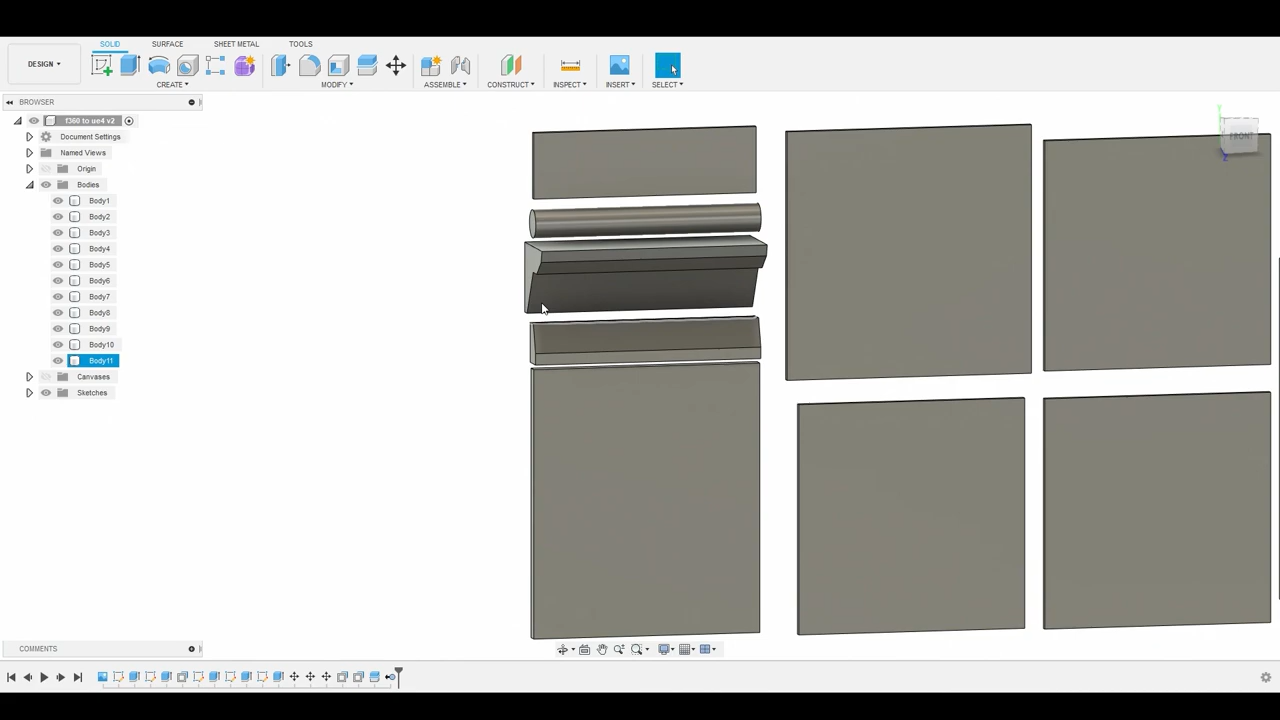 SOLID SURFACE SHEET METAL TOOLS
DESIGN
CREATE MODIFY ASSEMBLE CONSTRUCT INSPECT INSERT SELECT
BROWSER
f360 to ue4 v2
Document Settings
Named Views
Origin
Bodies
Body1
Body2
Body3
Body4
Body5
Body6
Body7
Body8
Body9
Body10
Body11
Canvases
Sketches
FRONT
Y
Z
COMMENTS